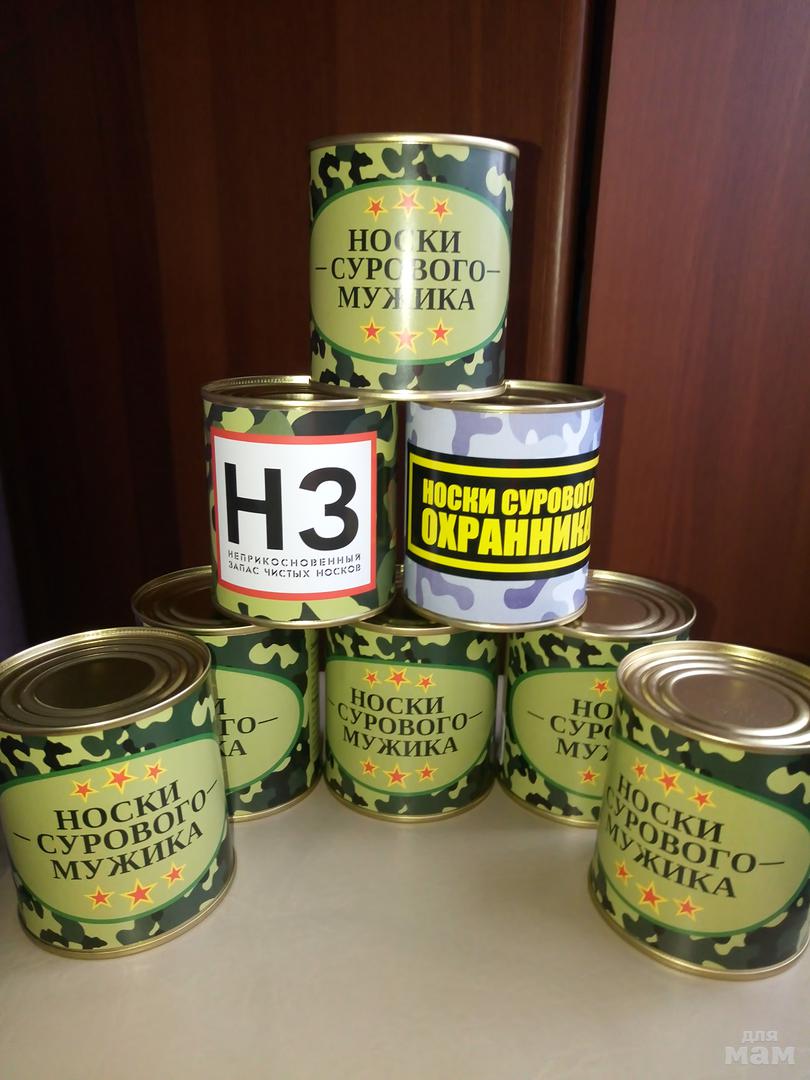 НОСКИ
СУРОВОГО
МУЖИКА
НЗ
НЕПРИКОСНОВЕННЫЙ
ЗАПАС ЧИСТЫХ НОСКОВ
НОСКИ СУРОВОГО
ОХРАННИКА
НОСКИ
СУРОВОГО
МУЖИКА
НОСКИ
СУРОВОГО
МУЖИКА
НОСКИ
СУРОВОГО
МУЖИКА
для
мам